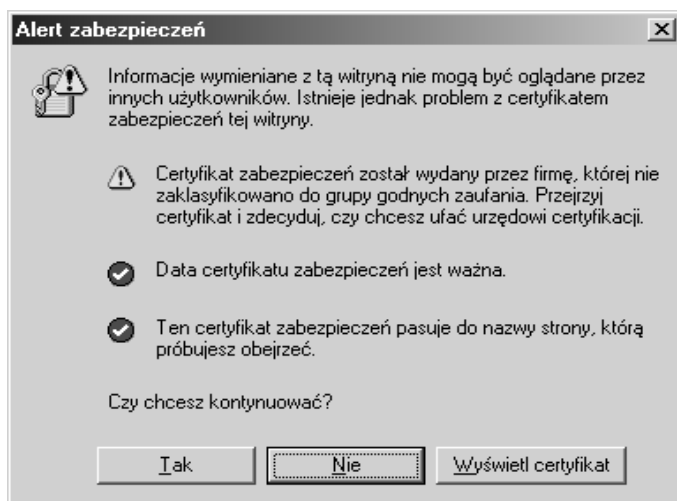 Alert zabezpieczeń
Informacje wymieniane z tą witryną nie mogą być oglądane przez
innych użytkowników. Istnieje jednak problem z certyfikatem
zabezpieczeń tej witryny.
Certyfikat zabezpieczeń został wydany przez firmę, której nie
zaklasyfikowano do grupy godnych zaufania. Przejrzyj
certyfikat i zdecyduj, czy chcesz ufać urzędowi certyfikacji.
Data certyfikatu zabezpieczeń jest ważna.
Ten certyfikat zabezpieczeń pasuje do nazwy strony, którą
próbujesz obejrzeć.
Czy chcesz kontynuować?
Tak Nie Wyświetl certyfikat